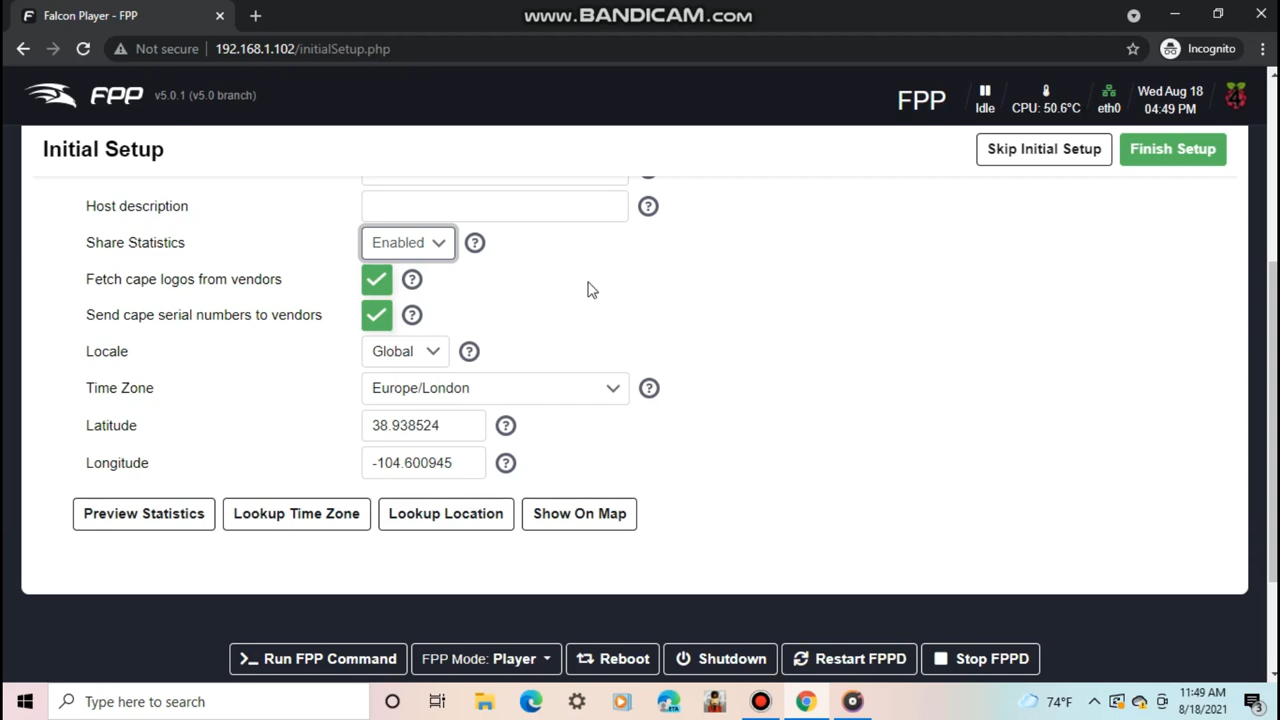 Falcon Player - FPP
www.BANDICAM.com
Not secure
192.168.1.102/initialSetup.php
Incognito
FPP v5.0.1 (v5.0 branch)
FPP
Idle
CPU: 50.6°C
eth0
Wed Aug 18
04:49 PM
Initial Setup
Skip Initial Setup
Finish Setup
Host description
Share Statistics
Enabled
Fetch cape logos from vendors
Send cape serial numbers to vendors
Locale
Global
Time Zone
Europe/London
Latitude
38.938524
Longitude
-104.600945
Preview Statistics
Lookup Time Zone
Lookup Location
Show On Map
Run FPP Command
FPP Mode: Player
Reboot
Shutdown
Restart FPPD
Stop FPPD
Type here to search
74°F
11:49 AM
8/18/2021
3